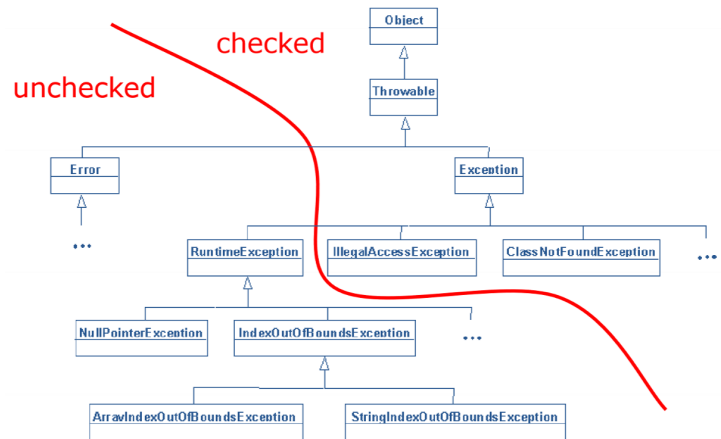 Object
checked
unchecked
Throwable
Error
Exception
...
RuntimeException
IllegalAccessException
ClassNotFoundException
...
NullPointerException
IndexOutOfBoundsException
...
ArrayIndexOutOfBoundsException
StringIndexOutOfBoundsException